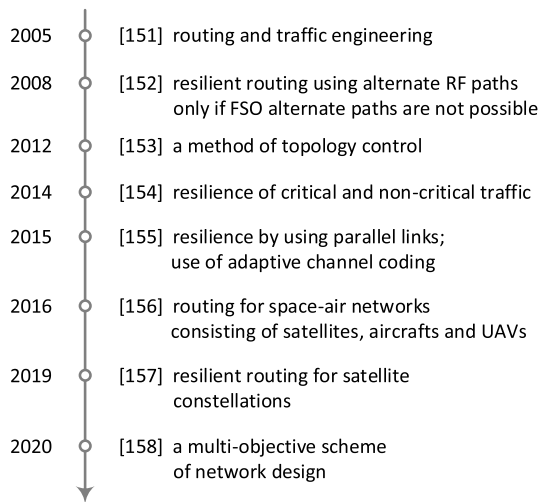 2005 [151] routing and traffic engineering
2008 [152] resilient routing using alternate RF paths
only if FSO alternate paths are not possible
2012 [153] a method of topology control
2014 [154] resilience of critical and non-critical traffic
2015 [155] resilience by using parallel links;
use of adaptive channel coding
2016 [156] routing for space-air networks
consisting of satellites, aircrafts and UAVs
2019 [157] resilient routing for satellite
constellations
2020 [158] a multi-objective scheme
of network design